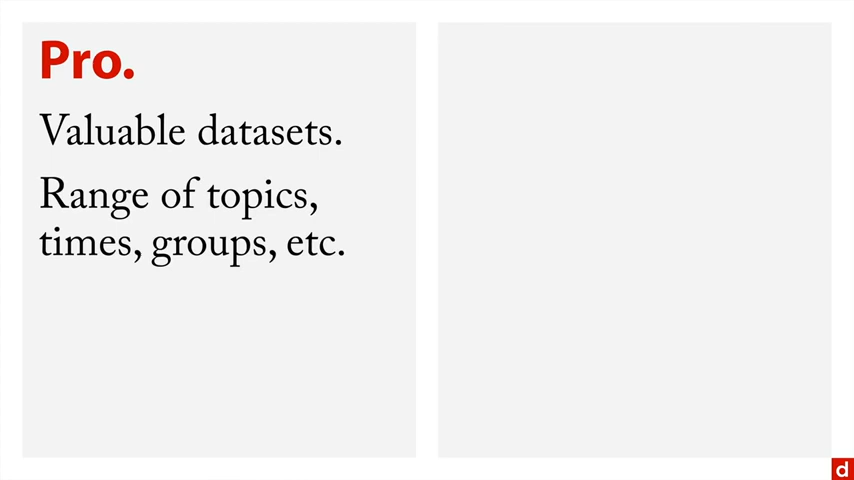 Pro.
Valuable datasets.
Range of topics,
times, groups, etc.
d